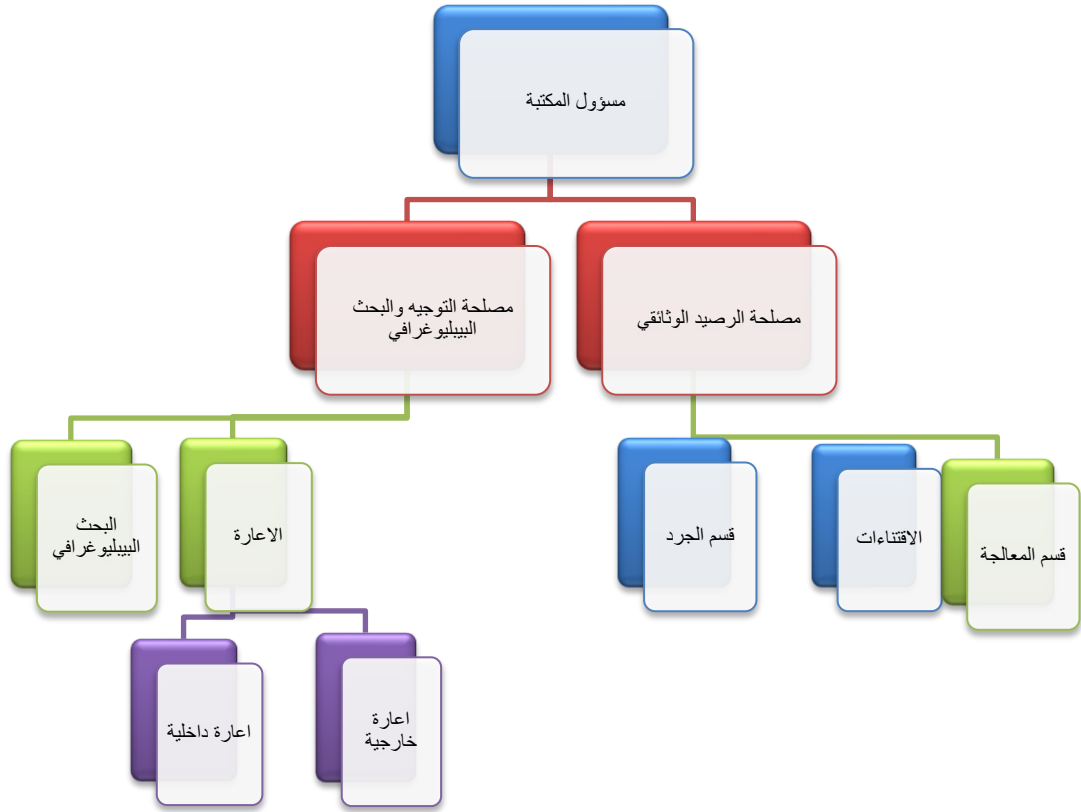 مسؤول المكتبة
مصلحة الرصيد الوثائقي
مصلحة التوجيه والبحث
البيبليوغرافي
قسم المعالجة
الاقتناءات
قسم الجرد
الاعارة
البحث
البيبليوغرافي
اعارة
خارجية
اعارة داخلية